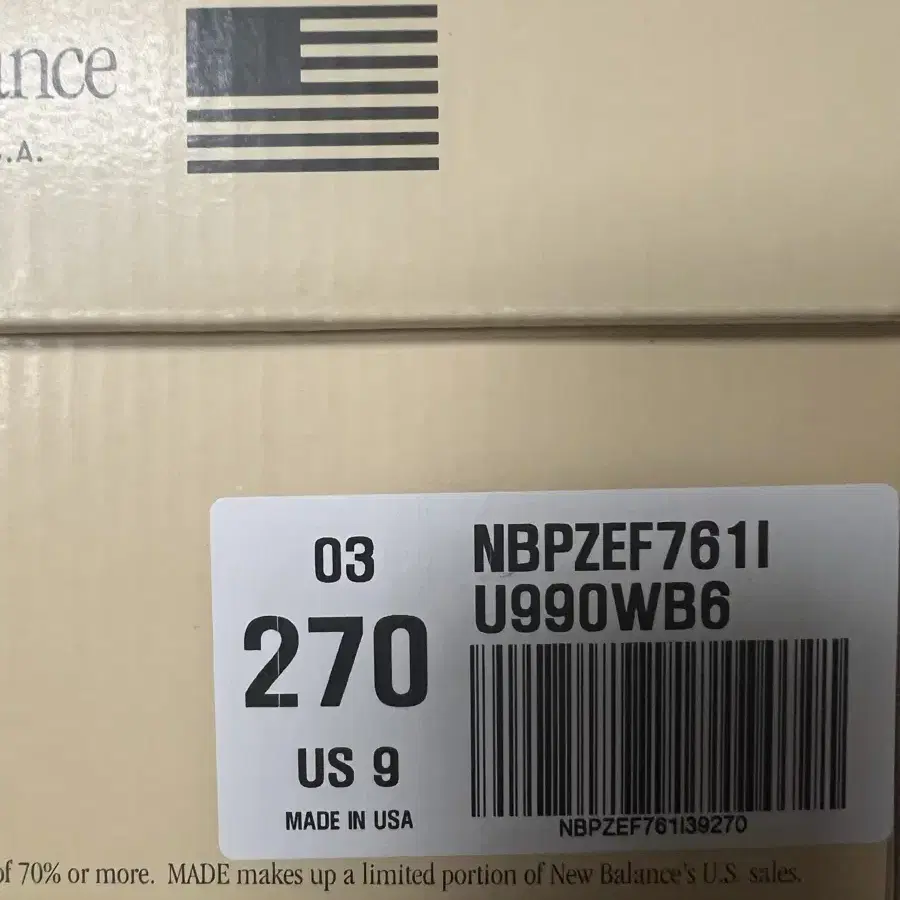 ance
.A.
03
270
US 9
MADE IN USA
NBPZEF761I
U990WB6
NBPZEF761I39270
of 70% or more. MADE makes up a limited portion of New Balance's U.S. sales.